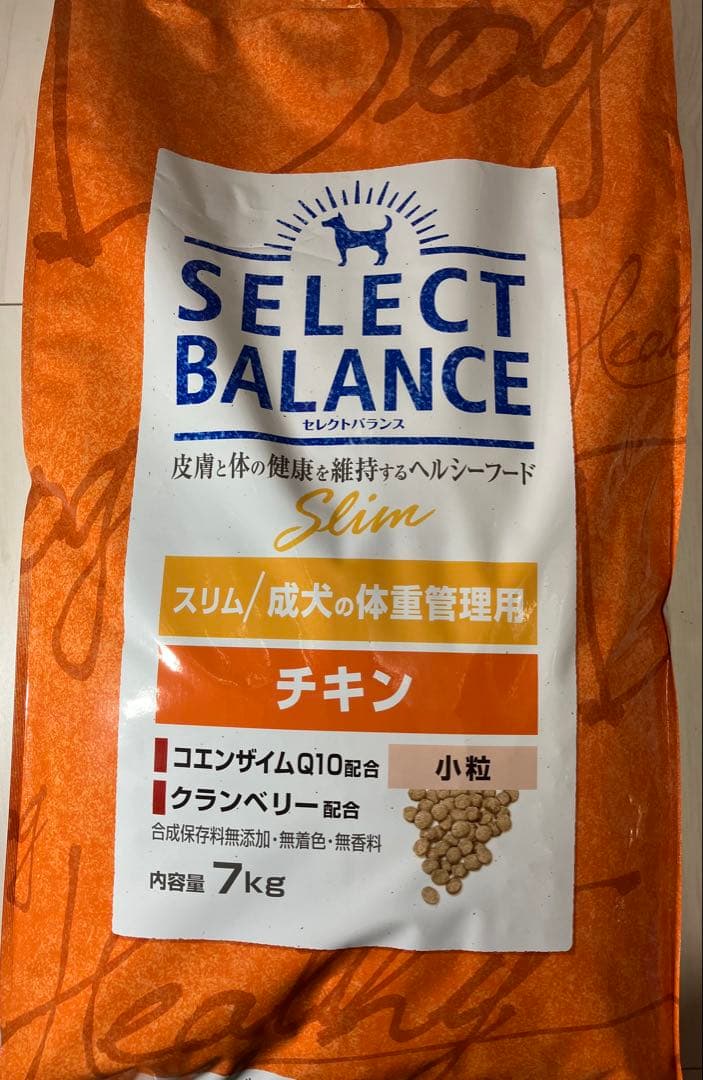 Dog
SELECT
BALANCE
セレクトバランス
皮膚と体の健康を維持するヘルシーフード
Slim
スリム/成犬の体重管理用
チキン
コエンザイムQ10配合
小粒
クランベリー配合
合成保存料無添加・無着色・無香料
内容量 7kg
Healthy